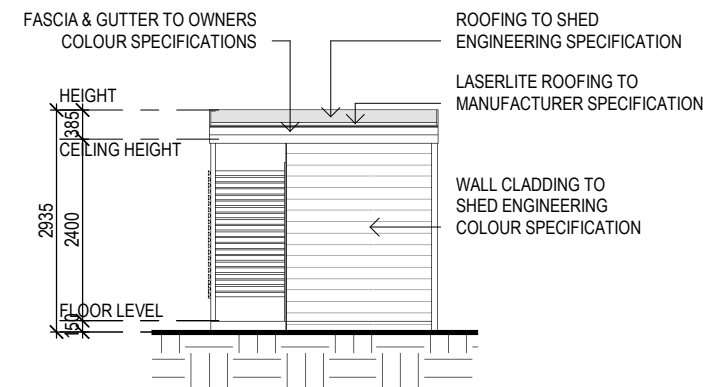 FASCIA & GUTTER TO OWNERS
COLOUR SPECIFICATIONS
ROOFING TO SHED
ENGINEERING SPECIFICATION
LASERLITE ROOFING TO
MANUFACTURER SPECIFICATION
HEIGHT
385
CEILING HEIGHT
WALL CLADDING TO
SHED ENGINEERING
COLOUR SPECIFICATION
2935
2400
FLOOR LEVEL
150